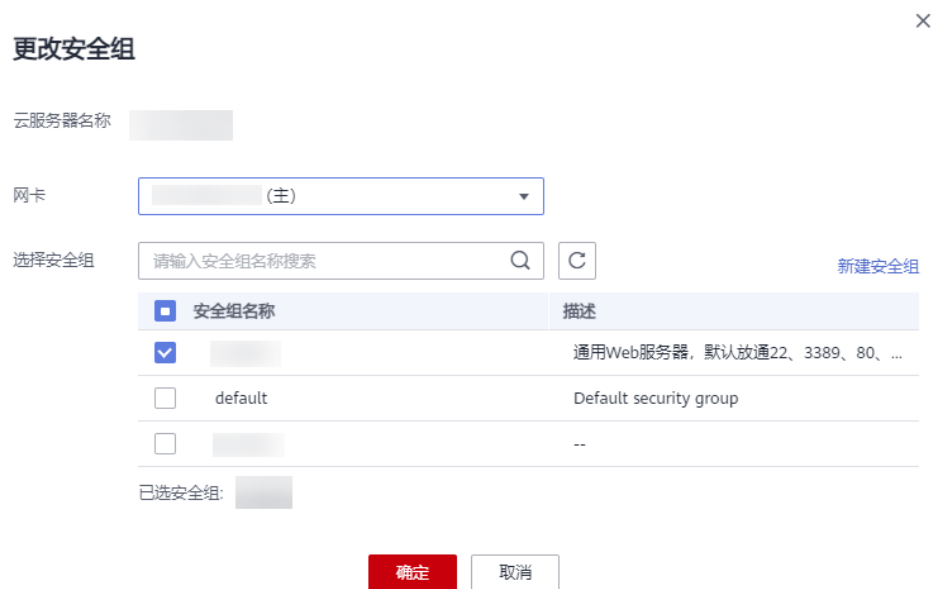 更改安全组
云服务器名称
网卡 (主)
选择安全组 请输入安全组名称搜索 新建安全组
安全组名称 描述
通用Web服务器，默认放通22、3389、80、...
default Default security group
--
已选安全组:
确定 取消